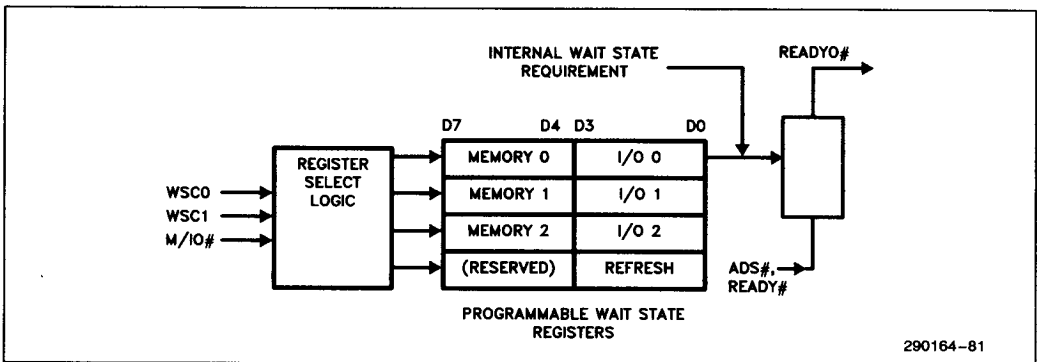 INTERNAL WAIT STATE
REQUIREMENT
READYO#
D7 D4 D3 D0
REGISTER
SELECT
LOGIC
WSC0
WSC1
M/IO#
MEMORY 0 I/O 0
MEMORY 1 I/O 1
MEMORY 2 I/O 2
(RESERVED) REFRESH
ADS#,
READY#
PROGRAMMABLE WAIT STATE
REGISTERS
290164-81